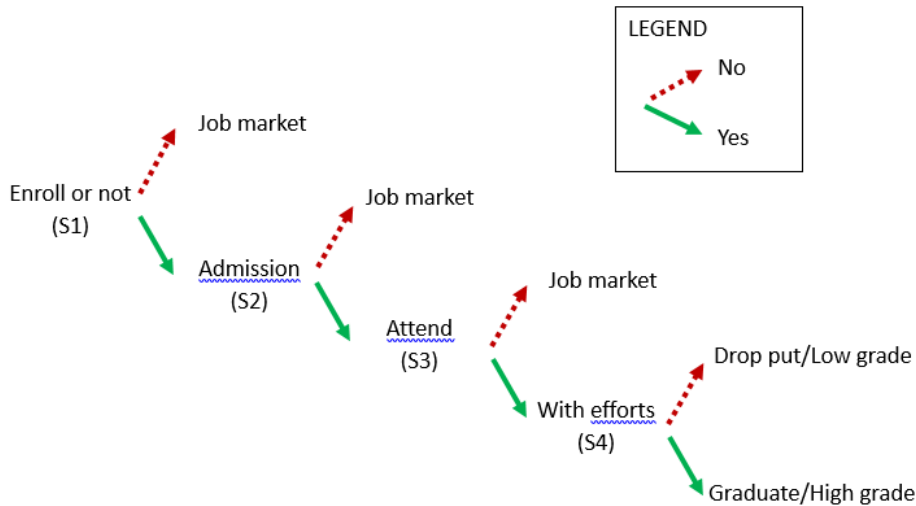 LEGEND
No
Yes
Job market
Enroll or not
(S1)
Job market
Admission
(S2)
Job market
Attend
(S3)
Drop put/Low grade
With efforts
(S4)
Graduate/High grade